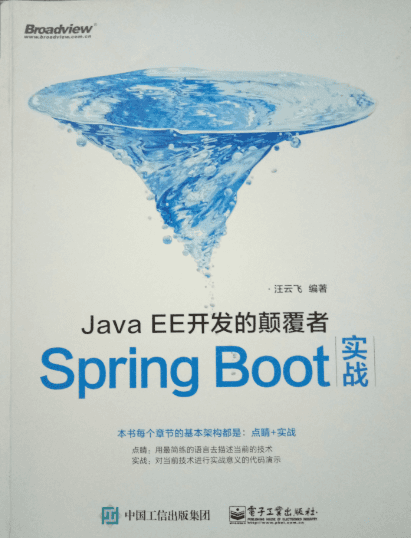 Broadview®
www.broadview.com.cn
汪云飞 编著
Java EE开发的颠覆者
Spring Boot 实战
本书每个章节的基本架构都是：点睛+实战
点睛：用最简练的语言去描述当前的技术
实战：对当前技术进行实战意义的代码演示
中国工信出版集团
电子工业出版社